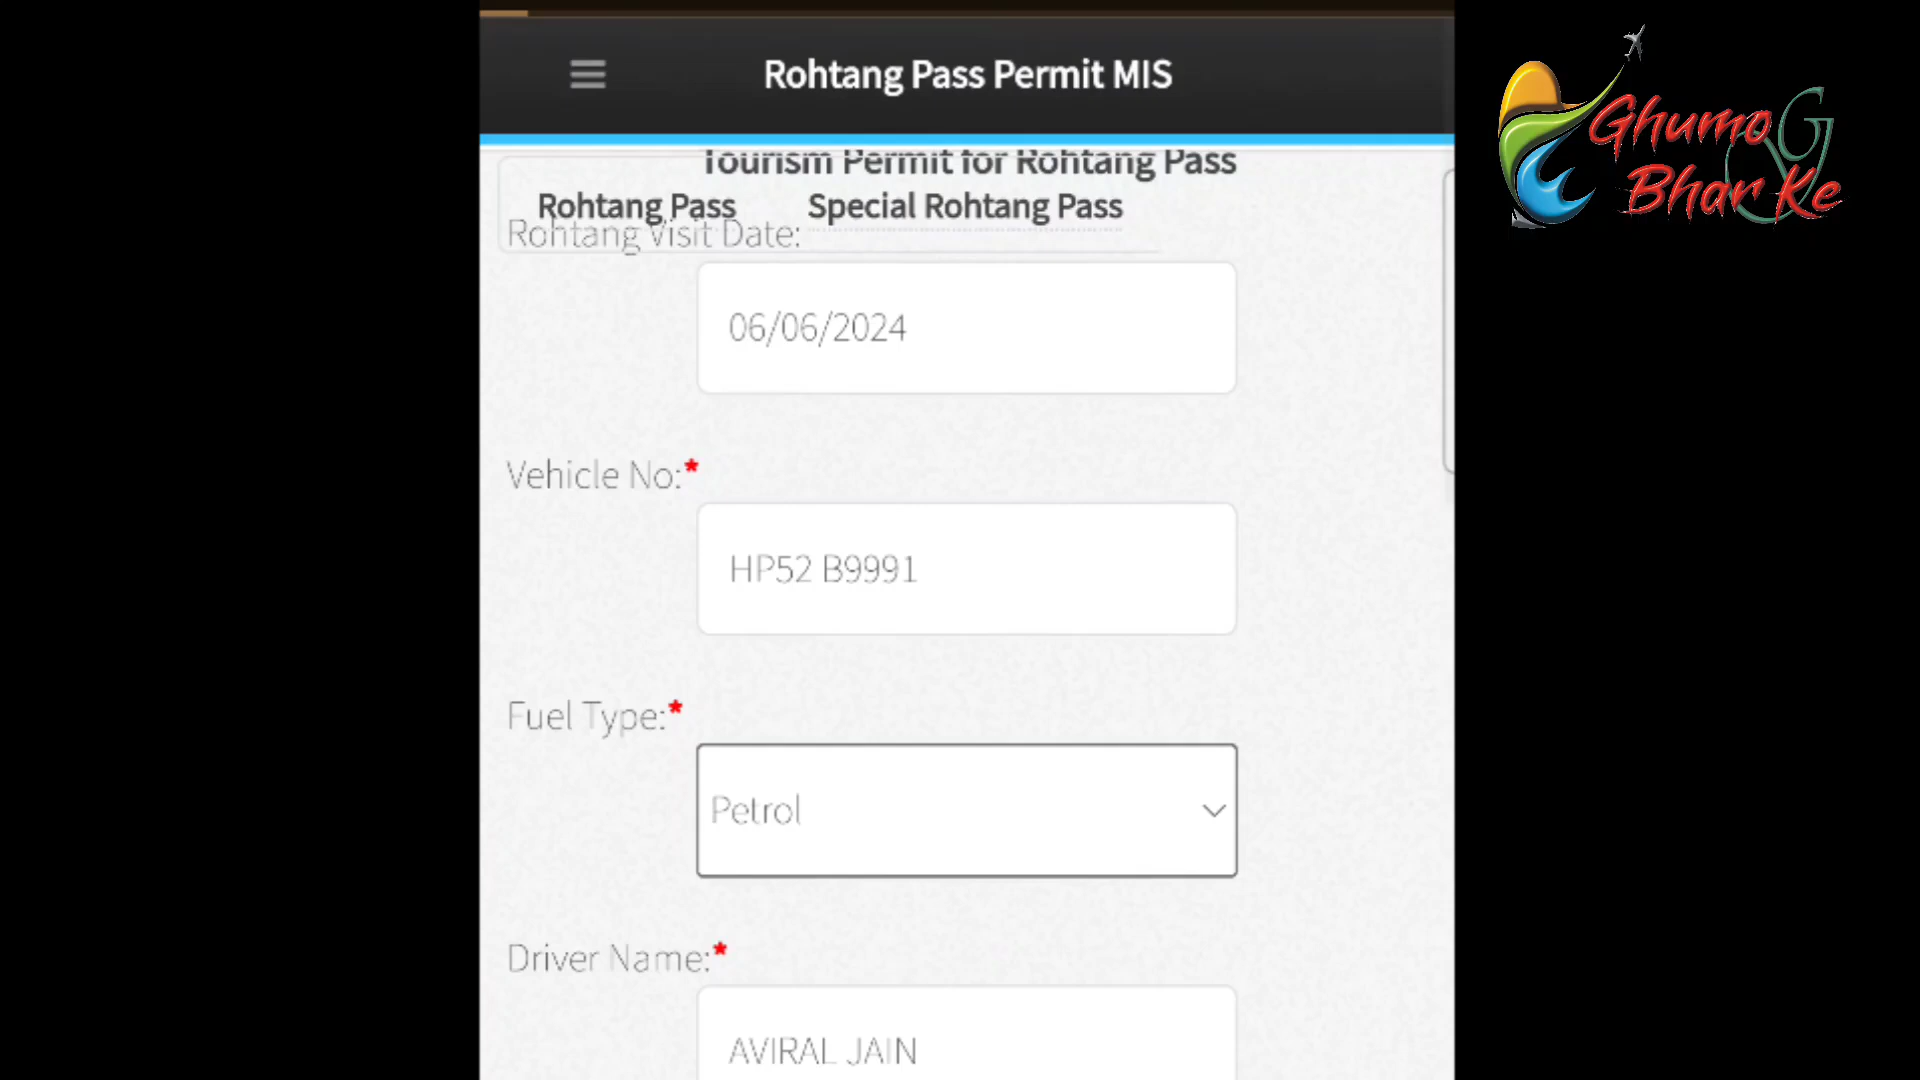 Rohtang Pass Permit MIS
Tourism Permit for Rohtang Pass
Rohtang Pass
Special Rohtang Pass
Rohtang Visit Date:
06/06/2024
Vehicle No:*
HP52 B9991
Fuel Type:*
Petrol
Driver Name:*
AVIRAL JAIN
Ghumo
Bhar Ke